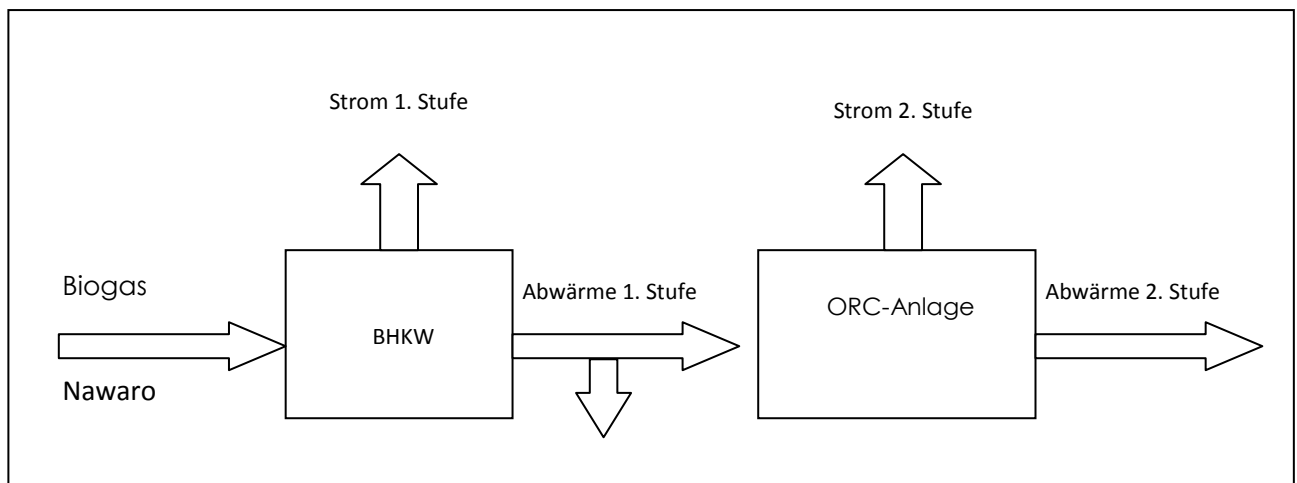 Strom 1. Stufe
Strom 2. Stufe
Biogas
Nawaro
BHKW
Abwärme 1. Stufe
ORC-Anlage
Abwärme 2. Stufe